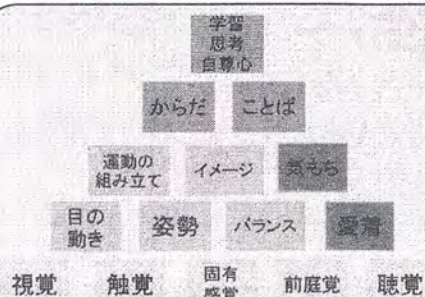 学習
思考
自尊心
からだ ことば
運動の
組み立て イメージ 気もち
目の
動き 姿勢 バランス 愛着
視覚 触覚 固有
感覚 前庭覚 聴覚